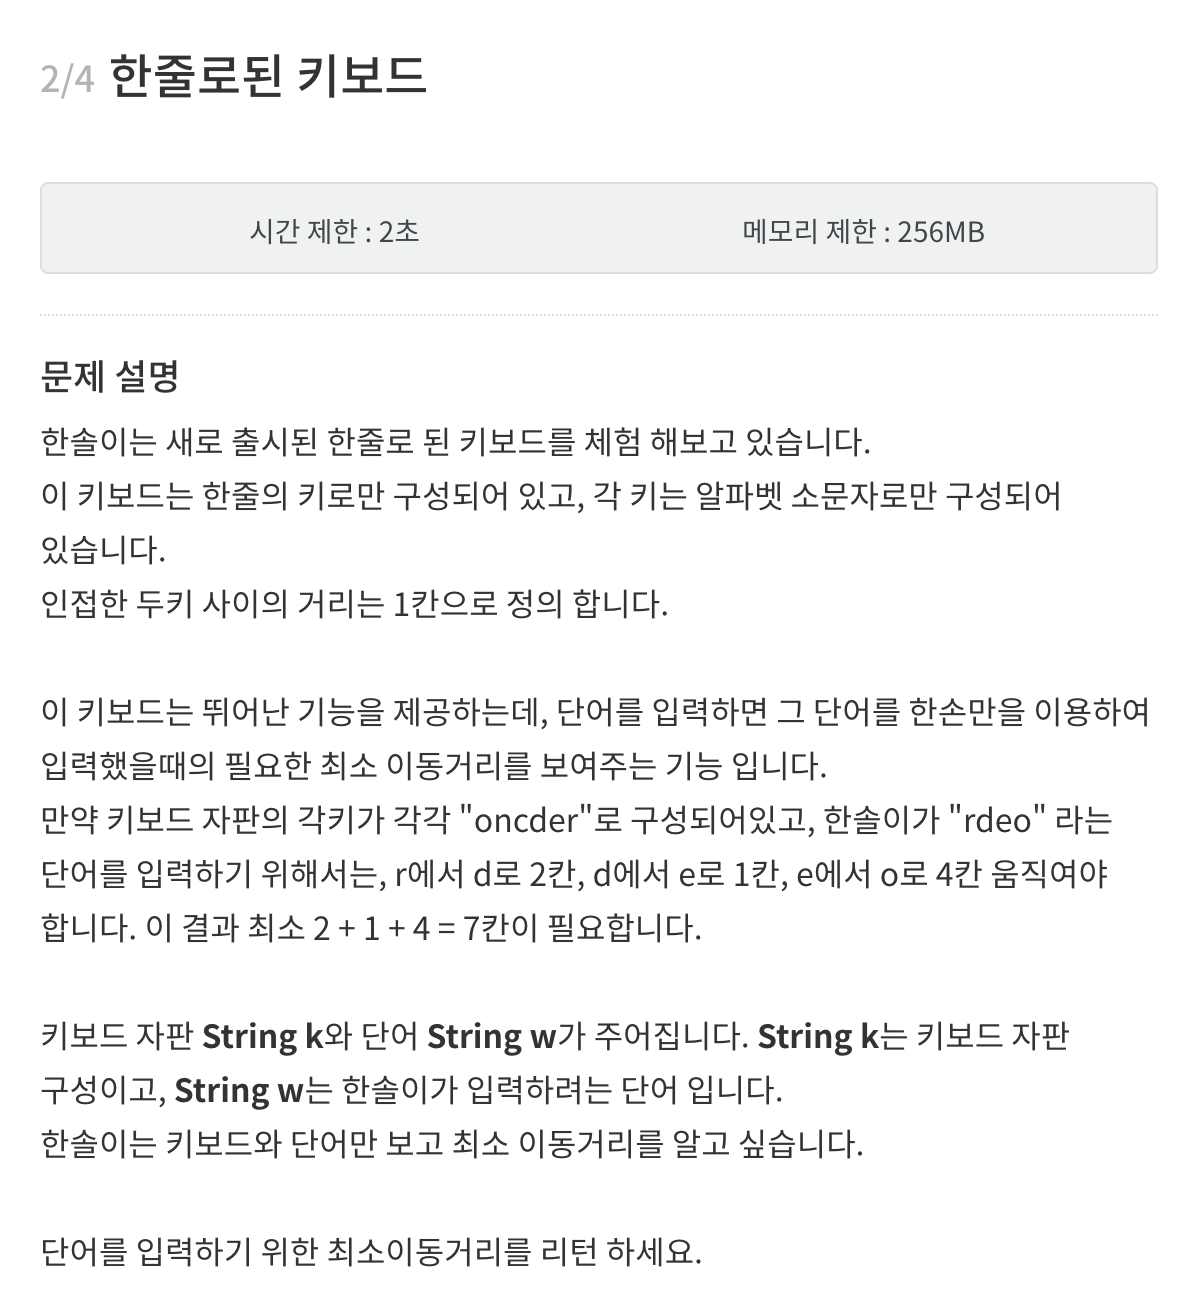 2/4 한줄로된 키보드
시간 제한 : 2초 메모리 제한 : 256MB
문제 설명
한솔이는 새로 출시된 한줄로 된 키보드를 체험 해보고 있습니다.
이 키보드는 한줄의 키로만 구성되어 있고, 각 키는 알파벳 소문자로만 구성되어
있습니다.
인접한 두키 사이의 거리는 1칸으로 정의 합니다.
이 키보드는 뛰어난 기능을 제공하는데, 단어를 입력하면 그 단어를 한손만을 이용하여
입력했을때의 필요한 최소 이동거리를 보여주는 기능 입니다.
만약 키보드 자판의 각키가 각각 "oncder"로 구성되어있고, 한솔이가 "rdeo" 라는
단어를 입력하기 위해서는, r에서 d로 2칸, d에서 e로 1칸, e에서 o로 4칸 움직여야
합니다. 이 결과 최소 2 + 1 + 4 = 7칸이 필요합니다.
키보드 자판 String k와 단어 String w가 주어집니다. String k는 키보드 자판
구성이고, String w는 한솔이가 입력하려는 단어 입니다.
한솔이는 키보드와 단어만 보고 최소 이동거리를 알고 싶습니다.
단어를 입력하기 위한 최소이동거리를 리턴 하세요.